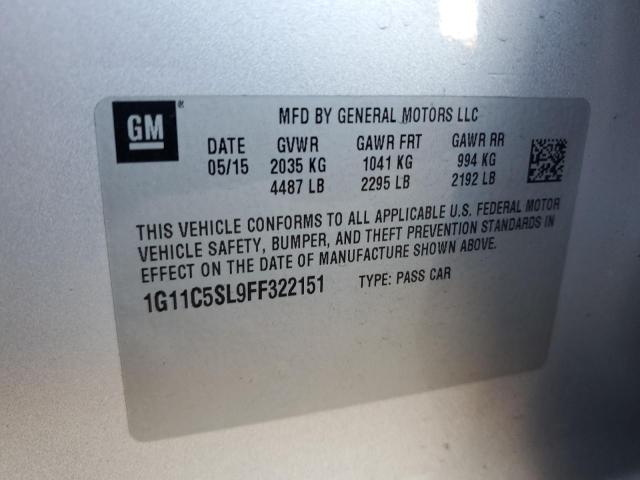 GM®
MFD BY GENERAL MOTORS LLC
DATE GVWR GAWR FRT GAWR RR
05/15 2035 KG 1041 KG 994 KG
4487 LB 2295 LB 2192 LB
THIS VEHICLE CONFORMS TO ALL APPLICABLE U.S. FEDERAL MOTOR
VEHICLE SAFETY, BUMPER, AND THEFT PREVENTION STANDARDS IN
EFFECT ON THE DATE OF MANUFACTURE SHOWN ABOVE.
1G11C5SL9FF322151 TYPE: PASS CAR